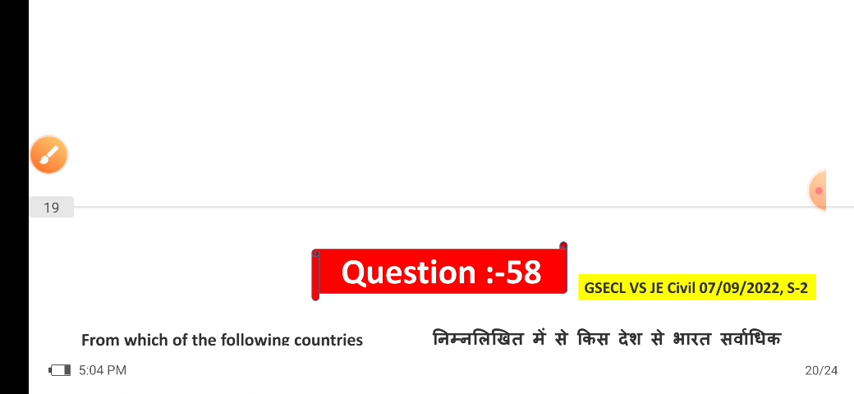 19
Question :-58
GSECL VS JE Civil 07/09/2022, S-2
From which of the following countries
निम्नलिखित में से किस देश से भारत सर्वाधिक
5:04 PM
20/24